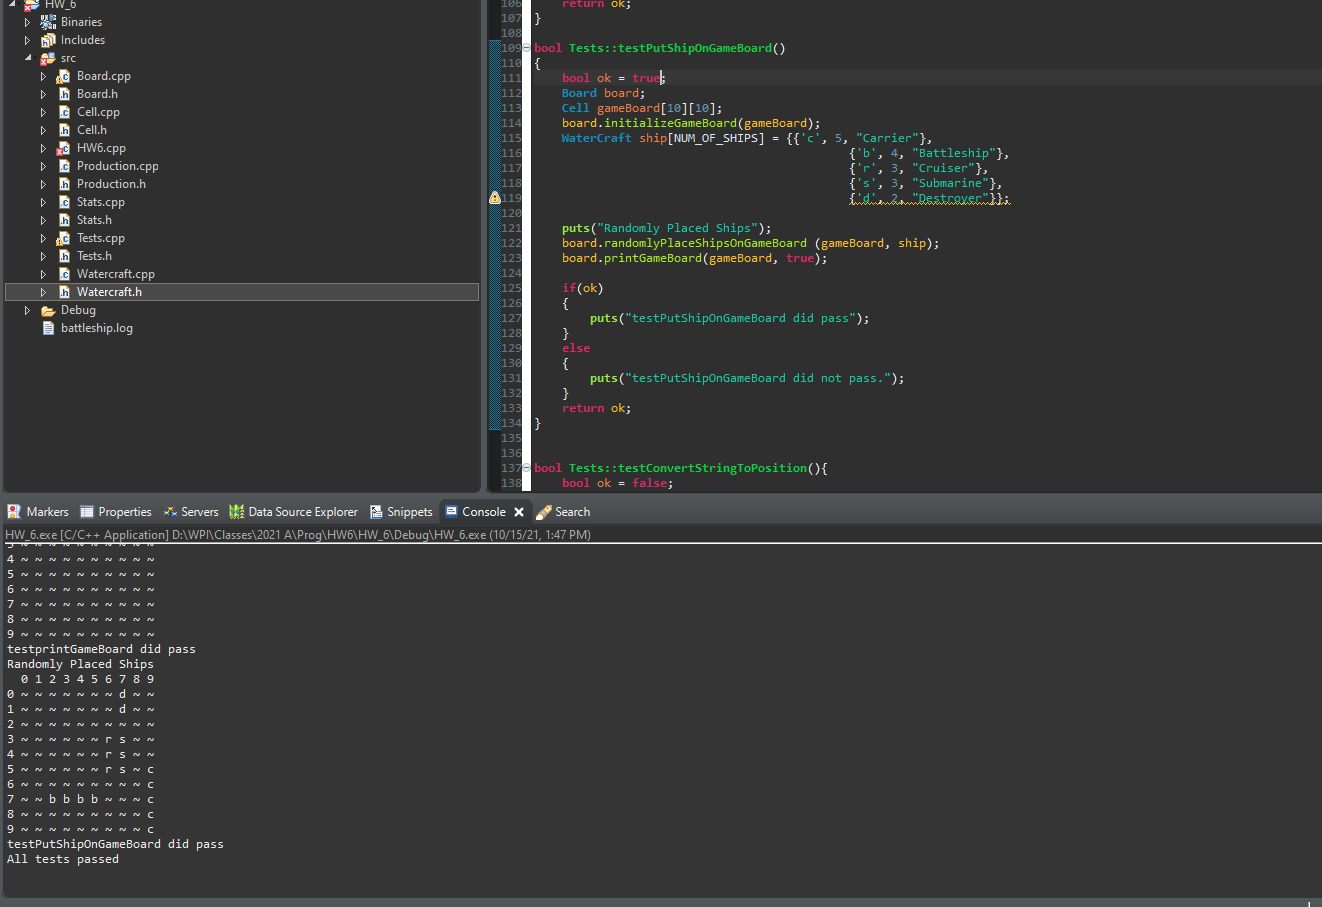 HW_6
Binaries
Includes
src
Board.cpp
Board.h
Cell.cpp
Cell.h
HW6.cpp
Production.cpp
Production.h
Stats.cpp
Stats.h
Tests.cpp
Tests.h
Watercraft.cpp
Watercraft.h
Debug
battleship.log
106 return ok;
107 }
108
109 bool Tests::testPutShipOnGameBoard()
110 {
111 bool ok = true;
112 Board board;
113 Cell gameBoard[10][10];
114 board.initializeGameBoard(gameBoard);
115 WaterCraft ship[NUM_OF_SHIPS] = {{'c', 5, "Carrier"},
116 {'b', 4, "Battleship"},
117 {'r', 3, "Cruiser"},
118 {'s', 3, "Submarine"},
119 {'d', 2, "Destroyer"}};
120
121 puts("Randomly Placed Ships");
122 board.randomlyPlaceShipsOnGameBoard (gameBoard, ship);
123 board.printGameBoard(gameBoard, true);
124
125 if(ok)
126 {
127 puts("testPutShipOnGameBoard did pass");
128 }
129 else
130 {
131 puts("testPutShipOnGameBoard did not pass.");
132 }
133 return ok;
134 }
135
136
137 bool Tests::testConvertStringToPosition(){
138 bool ok = false;
Markers Properties Servers Data Source Explorer Snippets Console Search
HW_6.exe [C/C++ Application] D:\WPI\Classes\2021 A\Prog\HW6\HW_6\Debug\HW_6.exe (10/15/21, 1:47 PM)
3 ~ ~ ~ ~ ~ ~ ~ ~ ~ ~
4 ~ ~ ~ ~ ~ ~ ~ ~ ~ ~
5 ~ ~ ~ ~ ~ ~ ~ ~ ~ ~
6 ~ ~ ~ ~ ~ ~ ~ ~ ~ ~
7 ~ ~ ~ ~ ~ ~ ~ ~ ~ ~
8 ~ ~ ~ ~ ~ ~ ~ ~ ~ ~
9 ~ ~ ~ ~ ~ ~ ~ ~ ~ ~
testprintGameBoard did pass
Randomly Placed Ships
0 1 2 3 4 5 6 7 8 9
0 ~ ~ ~ ~ ~ ~ ~ d ~ ~
1 ~ ~ ~ ~ ~ ~ ~ d ~ ~
2 ~ ~ ~ ~ ~ ~ ~ ~ ~ ~
3 ~ ~ ~ ~ ~ ~ r s ~ ~
4 ~ ~ ~ ~ ~ ~ r s ~ ~
5 ~ ~ ~ ~ ~ ~ r s ~ c
6 ~ ~ ~ ~ ~ ~ ~ ~ ~ c
7 ~ ~ b b b b ~ ~ ~ c
8 ~ ~ ~ ~ ~ ~ ~ ~ ~ c
9 ~ ~ ~ ~ ~ ~ ~ ~ ~ c
testPutShipOnGameBoard did pass
All tests passed